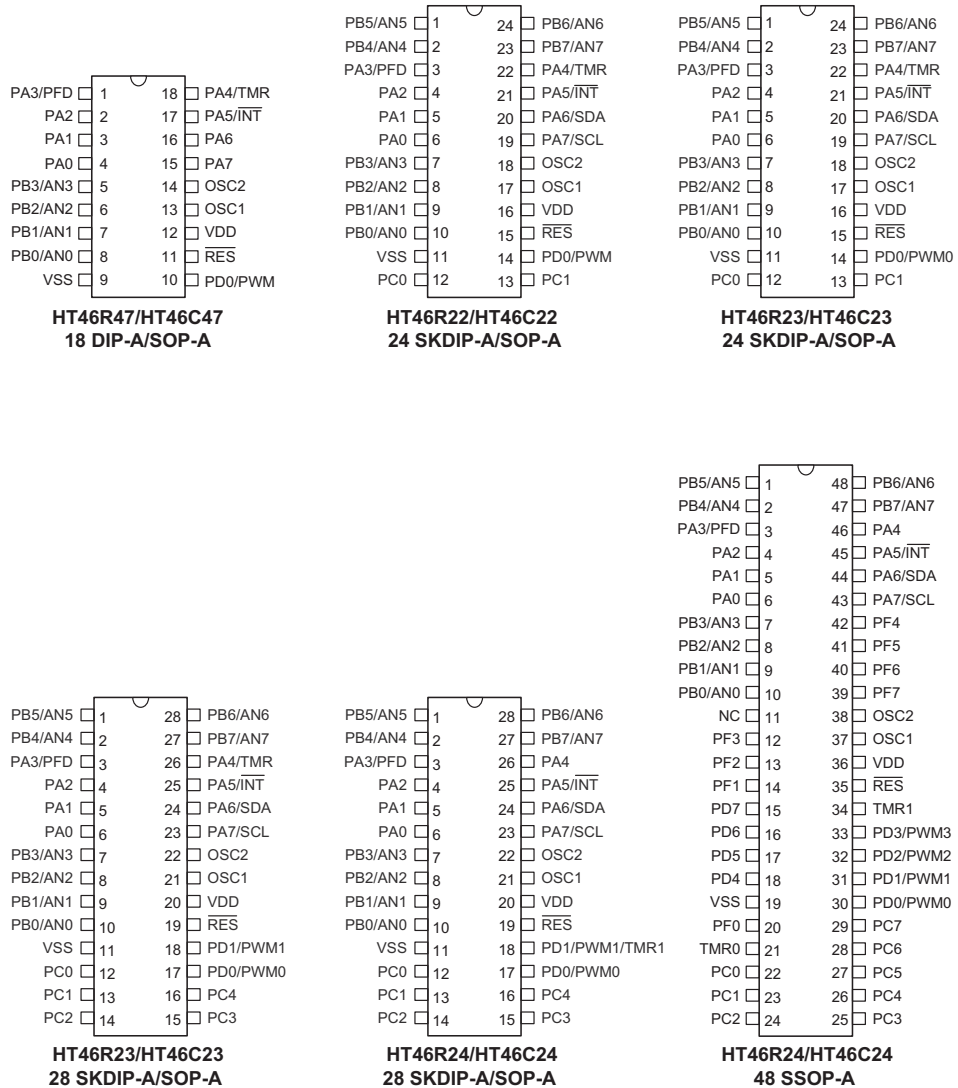 PA3/PFD 1 18 PA4/TMR
PA2 2 17 PA5/INT
PA1 3 16 PA6
PA0 4 15 PA7
PB3/AN3 5 14 OSC2
PB2/AN2 6 13 OSC1
PB1/AN1 7 12 VDD
PB0/AN0 8 11 RES
VSS 9 10 PD0/PWM
HT46R47/HT46C47
18 DIP-A/SOP-A
PB5/AN5 1 24 PB6/AN6
PB4/AN4 2 23 PB7/AN7
PA3/PFD 3 22 PA4/TMR
PA2 4 21 PA5/INT
PA1 5 20 PA6/SDA
PA0 6 19 PA7/SCL
PB3/AN3 7 18 OSC2
PB2/AN2 8 17 OSC1
PB1/AN1 9 16 VDD
PB0/AN0 10 15 RES
VSS 11 14 PD0/PWM
PC0 12 13 PC1
HT46R22/HT46C22
24 SKDIP-A/SOP-A
PB5/AN5 1 24 PB6/AN6
PB4/AN4 2 23 PB7/AN7
PA3/PFD 3 22 PA4/TMR
PA2 4 21 PA5/INT
PA1 5 20 PA6/SDA
PA0 6 19 PA7/SCL
PB3/AN3 7 18 OSC2
PB2/AN2 8 17 OSC1
PB1/AN1 9 16 VDD
PB0/AN0 10 15 RES
VSS 11 14 PD0/PWM0
PC0 12 13 PC1
HT46R23/HT46C23
24 SKDIP-A/SOP-A
PB5/AN5 1 28 PB6/AN6
PB4/AN4 2 27 PB7/AN7
PA3/PFD 3 26 PA4/TMR
PA2 4 25 PA5/INT
PA1 5 24 PA6/SDA
PA0 6 23 PA7/SCL
PB3/AN3 7 22 OSC2
PB2/AN2 8 21 OSC1
PB1/AN1 9 20 VDD
PB0/AN0 10 19 RES
VSS 11 18 PD1/PWM1
PC0 12 17 PD0/PWM0
PC1 13 16 PC4
PC2 14 15 PC3
HT46R23/HT46C23
28 SKDIP-A/SOP-A
PB5/AN5 1 28 PB6/AN6
PB4/AN4 2 27 PB7/AN7
PA3/PFD 3 26 PA4
PA2 4 25 PA5/INT
PA1 5 24 PA6/SDA
PA0 6 23 PA7/SCL
PB3/AN3 7 22 OSC2
PB2/AN2 8 21 OSC1
PB1/AN1 9 20 VDD
PB0/AN0 10 19 RES
VSS 11 18 PD1/PWM1/TMR1
PC0 12 17 PD0/PWM0
PC1 13 16 PC4
PC2 14 15 PC3
HT46R24/HT46C24
28 SKDIP-A/SOP-A
PB5/AN5 1 48 PB6/AN6
PB4/AN4 2 47 PB7/AN7
PA3/PFD 3 46 PA4
PA2 4 45 PA5/INT
PA1 5 44 PA6/SDA
PA0 6 43 PA7/SCL
PB3/AN3 7 42 PF4
PB2/AN2 8 41 PF5
PB1/AN1 9 40 PF6
PB0/AN0 10 39 PF7
NC 11 38 OSC2
PF3 12 37 OSC1
PF2 13 36 VDD
PF1 14 35 RES
PD7 15 34 TMR1
PD6 16 33 PD3/PWM3
PD5 17 32 PD2/PWM2
PD4 18 31 PD1/PWM1
VSS 19 30 PD0/PWM0
PF0 20 29 PC7
TMR0 21 28 PC6
PC0 22 27 PC5
PC1 23 26 PC4
PC2 24 25 PC3
HT46R24/HT46C24
48 SSOP-A